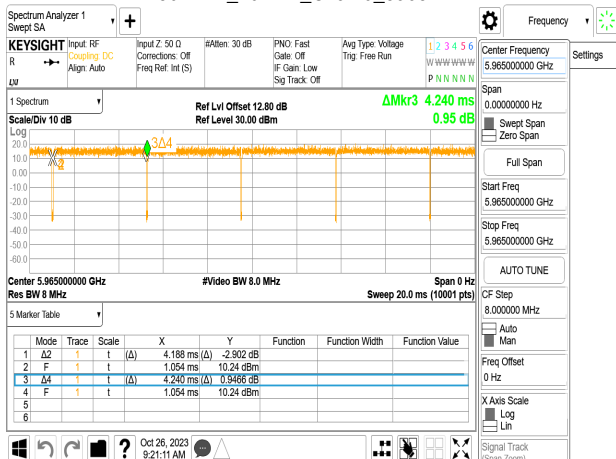 Spectrum Analyzer 1
Swept SA
+
Frequency
KEYSIGHT
R
LXI
Input: RF
Coupling: DC
Align: Auto
Input Z: 50 Ω
Corrections: Off
Freq Ref: Int (S)
#Atten: 30 dB
PNO: Fast
Gate: Off
IF Gain: Low
Sig Track: Off
Avg Type: Voltage
Trig: Free Run
1 2 3 4 5 6
W W W W W W
P N N N N N
Center Frequency
5.965000000 GHz
Settings
Span
0.00000000 Hz
Swept Span
Zero Span
Full Span
Start Freq
5.965000000 GHz
Stop Freq
5.965000000 GHz
AUTO TUNE
CF Step
8.000000 MHz
Auto
Man
Freq Offset
0 Hz
X Axis Scale
Log
Lin
Signal Track
(Span Zoom)
1 Spectrum
Scale/Div 10 dB
Ref Lvl Offset 12.80 dB
Ref Level 30.00 dBm
ΔMkr3 4.240 ms
0.95 dB
Log
20.0
10.0
0.00
-10.0
-20.0
-30.0
-40.0
-50.0
-60.0
2
3Δ4
Center 5.965000000 GHz
Res BW 8 MHz
#Video BW 8.0 MHz
Span 0 Hz
Sweep 20.0 ms (10001 pts)
5 Marker Table
Mode Trace Scale X Y Function Function Width Function Value
1 Δ2 1 t (Δ) 4.188 ms (Δ) -2.902 dB
2 F 1 t 1.054 ms 10.24 dBm
3 Δ4 1 t (Δ) 4.240 ms (Δ) 0.9466 dB
4 F 1 t 1.054 ms 10.24 dBm
5
6
?
Oct 26, 2023
9:21:11 AM